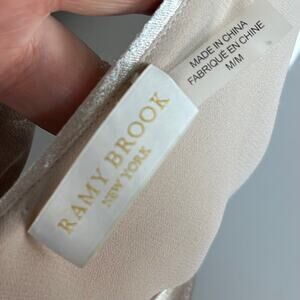 RAMY BROOK
NEW YORK
MADE IN CHINA
FABRIQUÉ EN CHINE
M/M